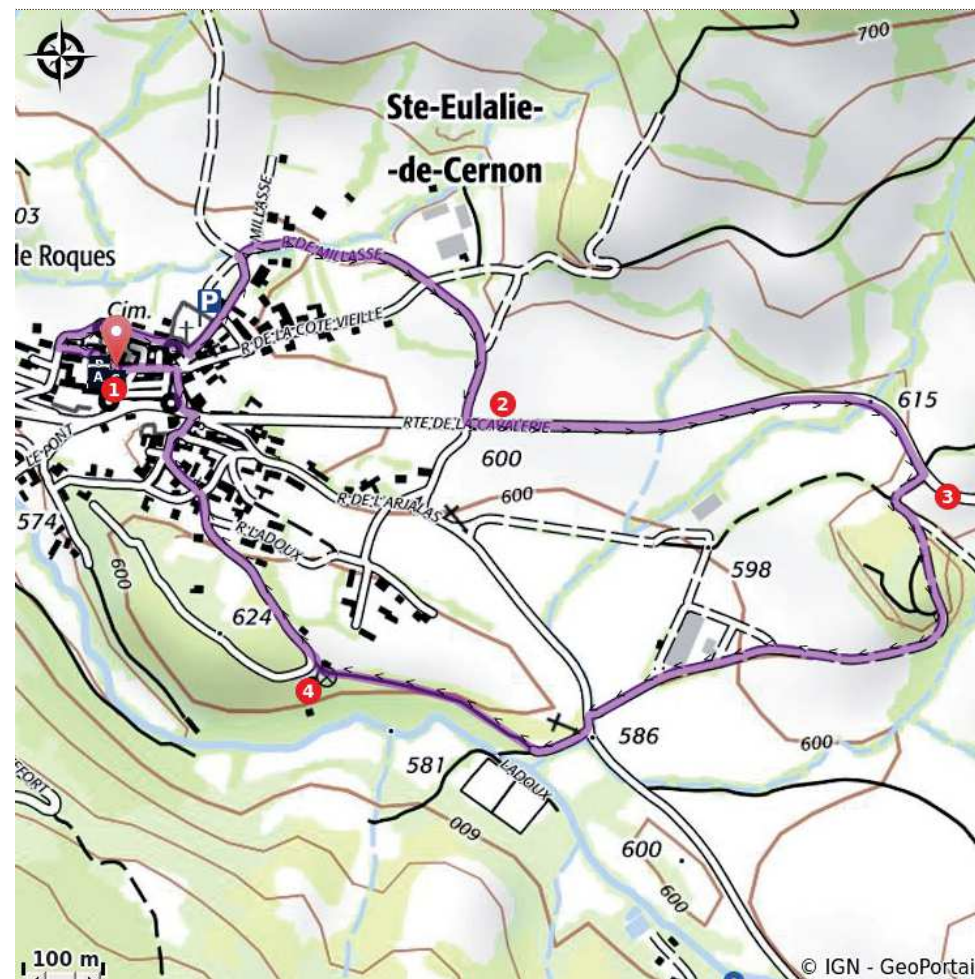 700
Ste-Eulalie-
-de-Cernon
03
le Roques
MILLASSE
R DE MILLASSE
Cim.
P
R DE LA COTE VIEILLE
A
1
2
615
RTE DE LA CAVALERIE
LE PONT
600
600
3
R DE L'ARJALAS
574
R LADOUX
600
598
624
4
586
600
581
LADOUX
600
600
600
EFFORT
100 m
© IGN - GeoPortai